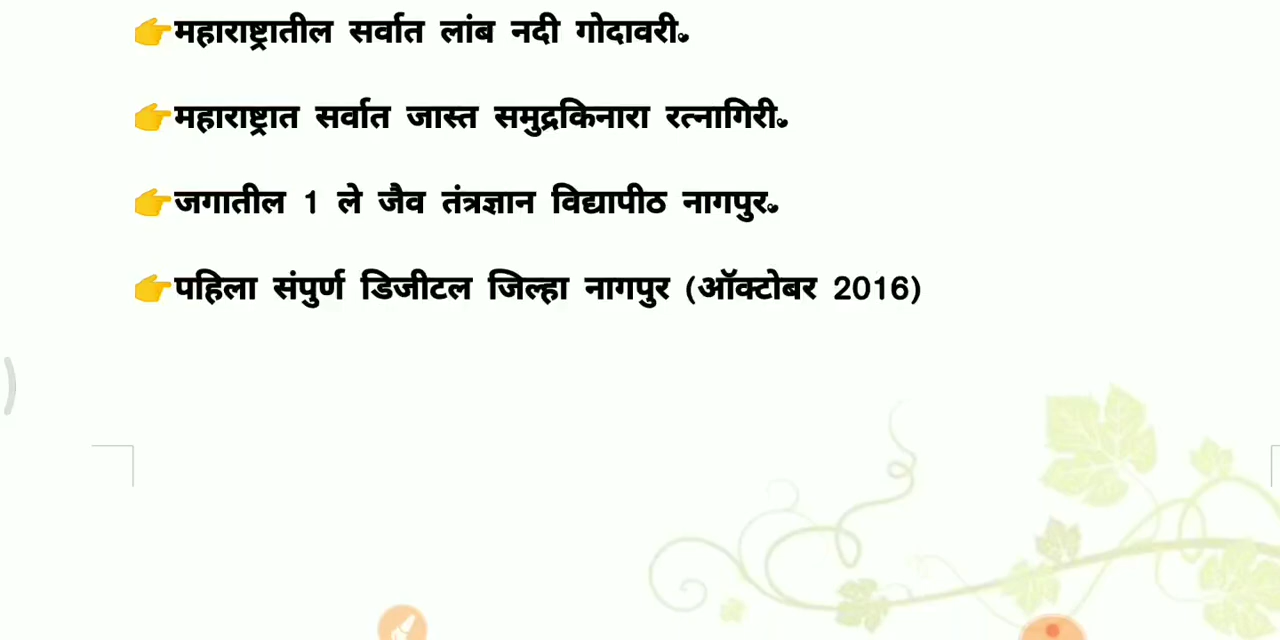 👉महाराष्ट्रातील सर्वात लांब नदी गोदावरी.
👉महाराष्ट्रात सर्वात जास्त समुद्रकिनारा रत्नागिरी.
👉जगातील 1 ले जैव तंत्रज्ञान विद्यापीठ नागपुर.
👉पहिला संपुर्ण डिजीटल जिल्हा नागपुर (ऑक्टोबर 2016)